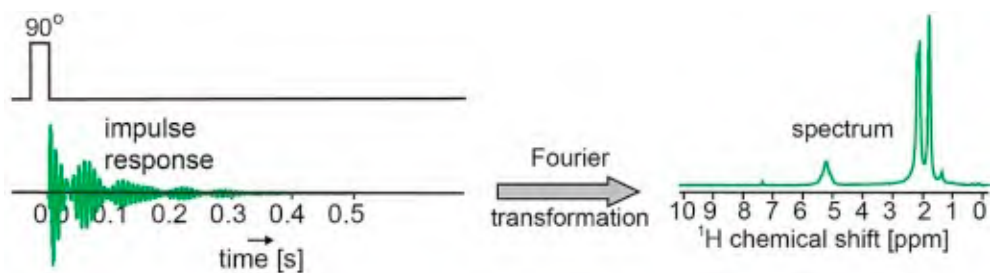 90°
impulse
response
0.0 0.1 0.2 0.3 0.4 0.5
time [s]
Fourier
transformation
spectrum
10 9 8 7 6 5 4 3 2 1 0
¹H chemical shift [ppm]